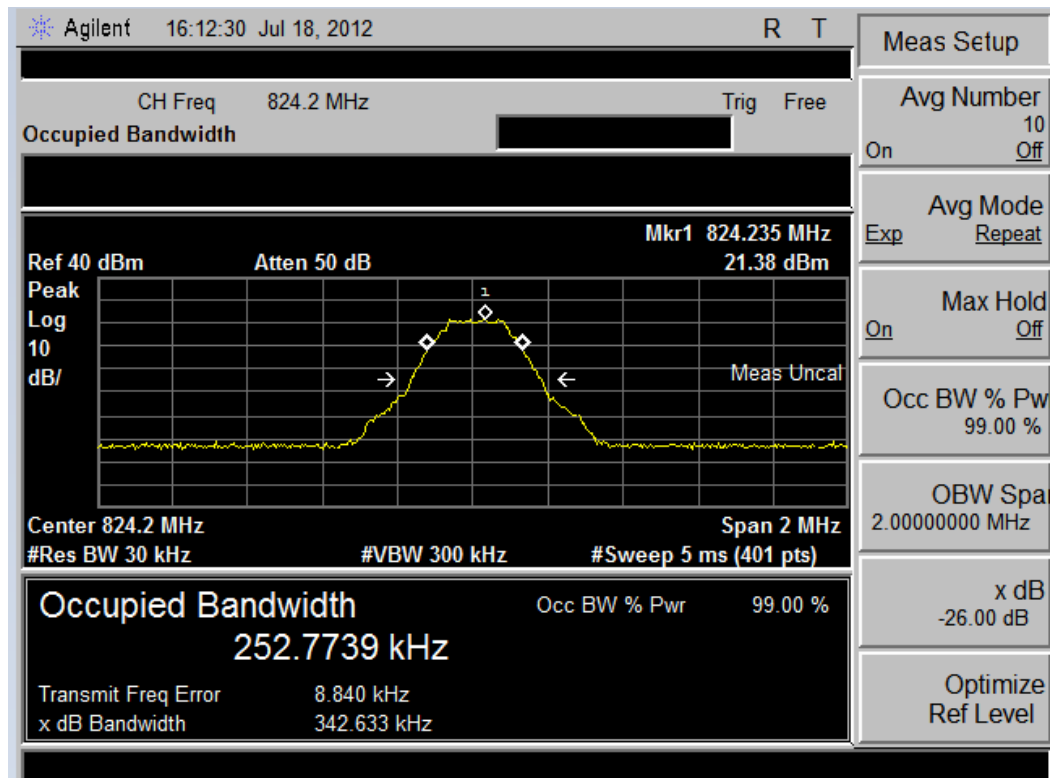 Agilent 16:12:30 Jul 18, 2012 R T
CH Freq 824.2 MHz Trig Free
Occupied Bandwidth
Mkr1 824.235 MHz
Ref 40 dBm Atten 50 dB 21.38 dBm
Peak
Log
10
dB/
1
Meas Uncal
Center 824.2 MHz Span 2 MHz
#Res BW 30 kHz #VBW 300 kHz #Sweep 5 ms (401 pts)
Occupied Bandwidth Occ BW % Pwr 99.00 %
252.7739 kHz
Transmit Freq Error 8.840 kHz
x dB Bandwidth 342.633 kHz
Meas Setup
Avg Number
10
On Off
Avg Mode
Exp Repeat
Max Hold
On Off
Occ BW % Pw
99.00 %
OBW Spa
2.00000000 MHz
x dB
-26.00 dB
Optimize
Ref Level